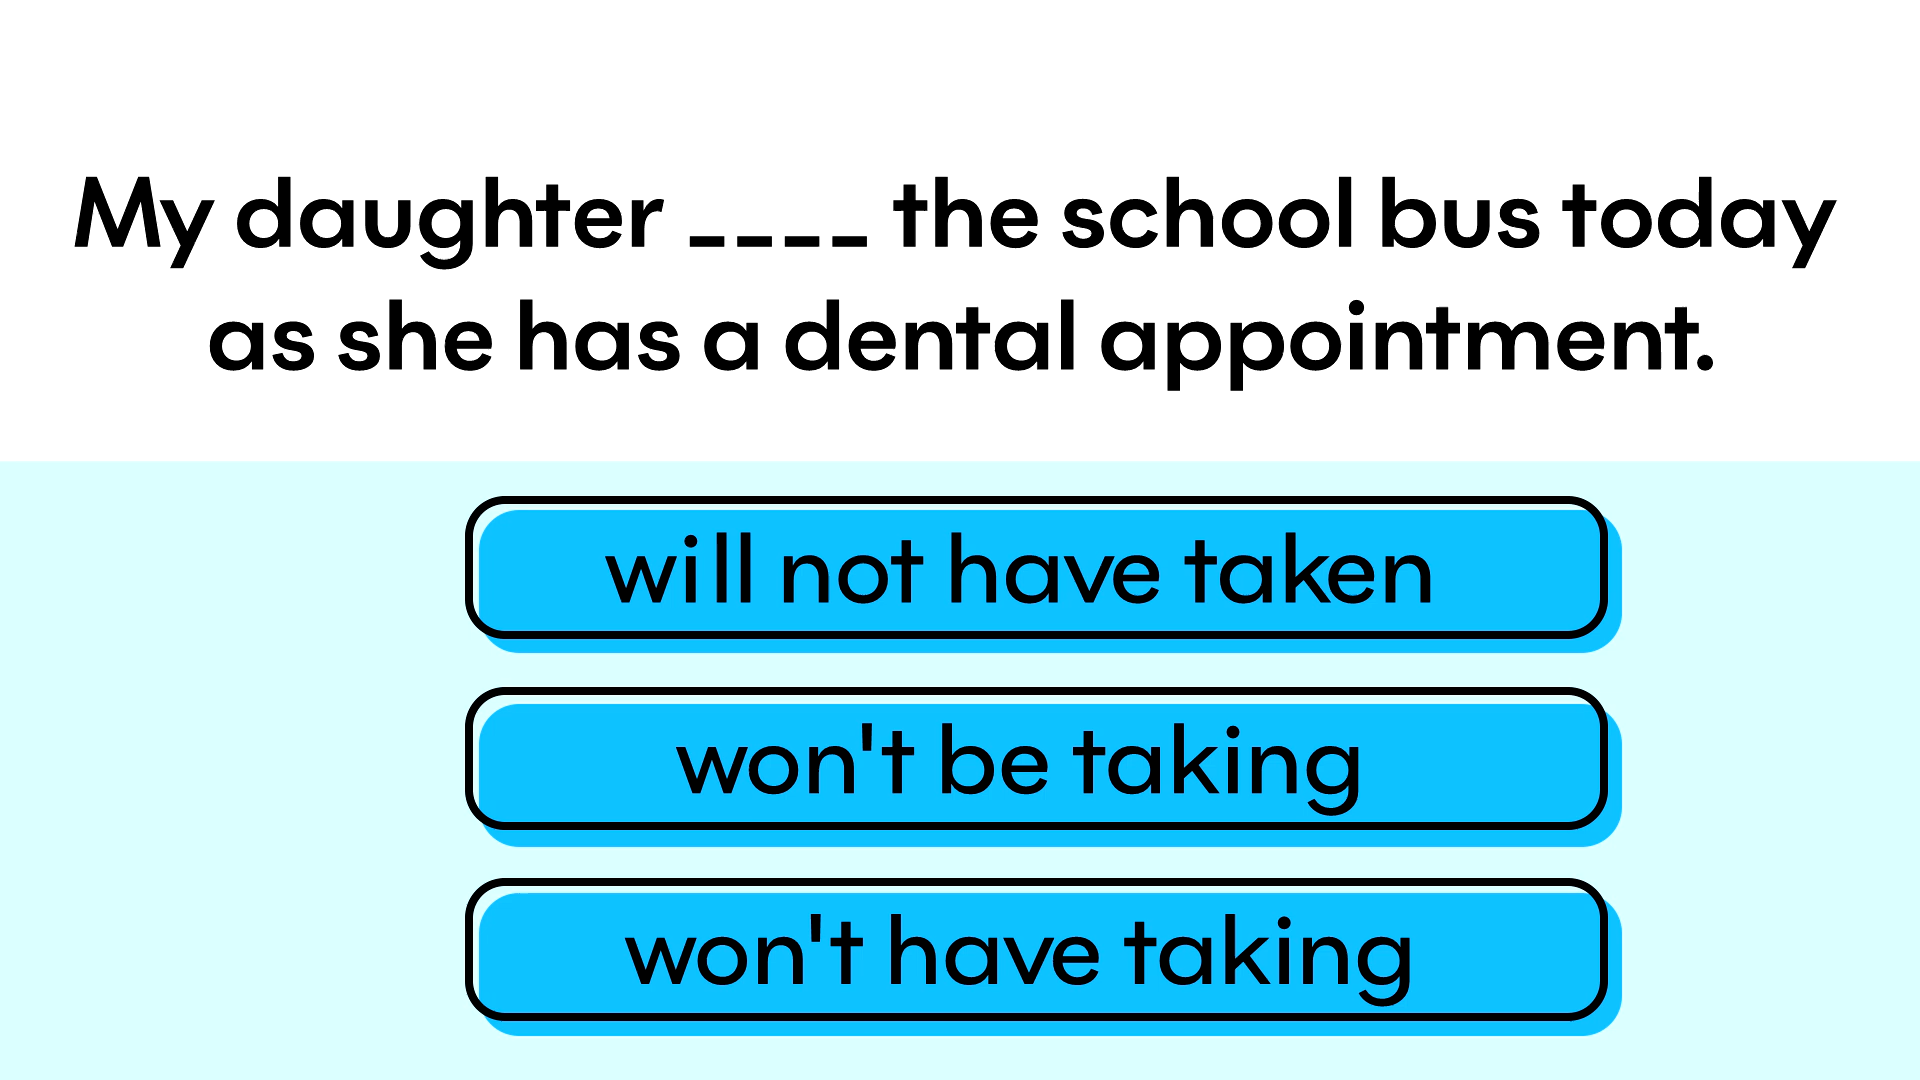 My daughter ____ the school bus today
as she has a dental appointment.
will not have taken
won't be taking
won't have taking